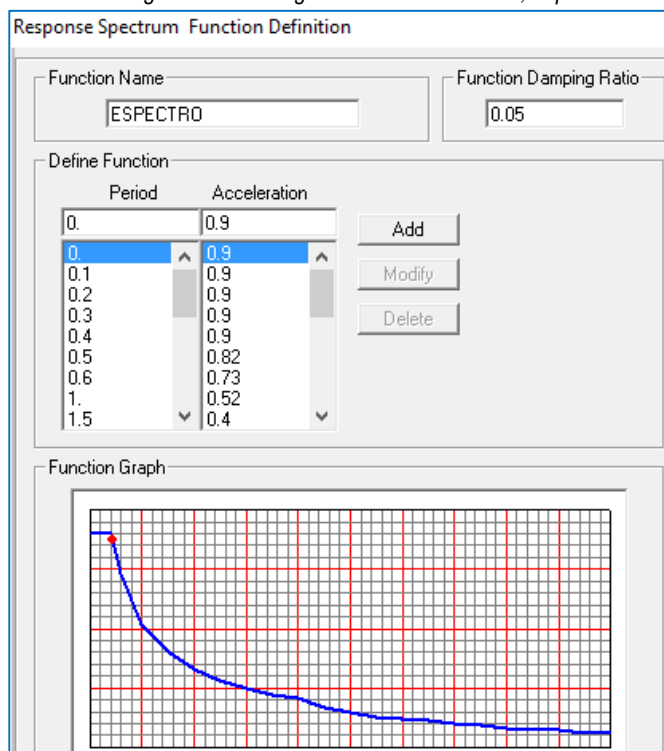 Response Spectrum Function Definition
Function Name
Function Damping Ratio
ESPECTRO
0.05
Define Function
Period Acceleration
0. 0.9
Add
0. 0.9
0.1 0.9
Modify
0.2 0.9
0.3 0.9
Delete
0.4 0.9
0.5 0.82
0.6 0.73
1. 0.52
1.5 0.4
Function Graph